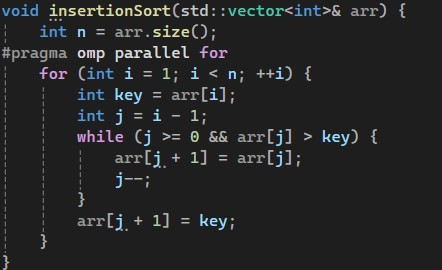 void insertionSort(std::vector<int>& arr) {
    int n = arr.size();
#pragma omp parallel for
    for (int i = 1; i < n; ++i) {
        int key = arr[i];
        int j = i - 1;
        while (j >= 0 && arr[j] > key) {
            arr[j + 1] = arr[j];
            j--;
        }
        arr[j + 1] = key;
    }
}